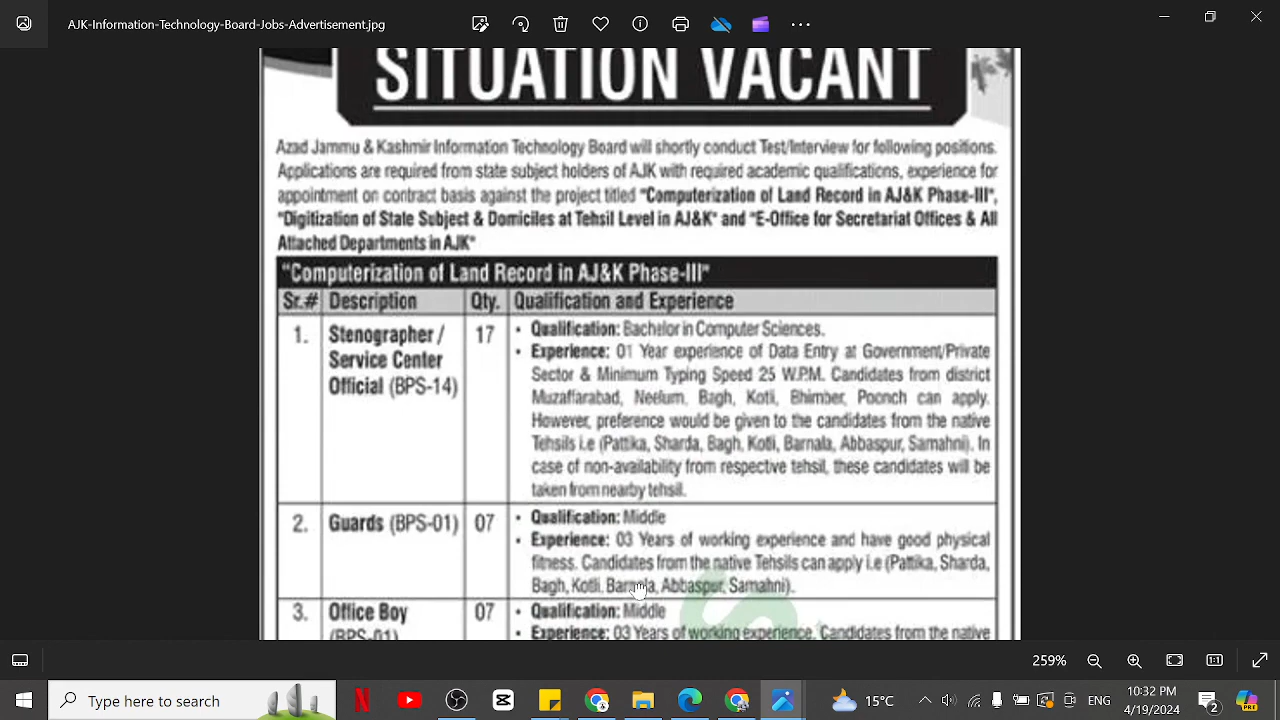 AJK-Information-Technology-Board-Jobs-Advertisement.jpg
SITUATION VACANT
Azad Jammu & Kashmir Information Technology Board will shortly conduct Test/Interview for following positions.
Applications are required from state subject holders of AJK with required academic qualifications, experience for
appointment on contract basis against the project titled "Computerization of Land Record in AJ&K Phase-III",
"Digitization of State Subject & Domiciles at Tehsil Level in AJ&K" and "E-Office for Secretariat Offices & All
Attached Departments in AJK"
"Computerization of Land Record in AJ&K Phase-III"
Sr.# Description Qty. Qualification and Experience
1. Stenographer / Service Center Official (BPS-14) 17
• Qualification: Bachelor in Computer Sciences.
• Experience: 01 Year experience of Data Entry at Government/Private
Sector & Minimum Typing Speed 25 W.P.M. Candidates from district
Muzaffarabad, Neelum, Bagh, Kotli, Bhimber, Poonch can apply.
However, preference would be given to the candidates from the native
Tehsils i.e (Pattika, Sharda, Bagh, Kotli, Barnala, Abbaspur, Samahni). In
case of non-availability from respective tehsil, these candidates will be
taken from nearby tehsil.
2. Guards (BPS-01) 07
• Qualification: Middle
• Experience: 03 Years of working experience and have good physical
fitness. Candidates from the native Tehsils can apply i.e (Pattika, Sharda,
Bagh, Kotli, Barnala, Abbaspur, Samahni).
3. Office Boy (BPS-01) 07
• Qualification: Middle
• Experience: 03 Years of working experience. Candidates from the native
259%
Type here to search
15°C
ENG
10:32 PM
4/19/2024
2
PRE